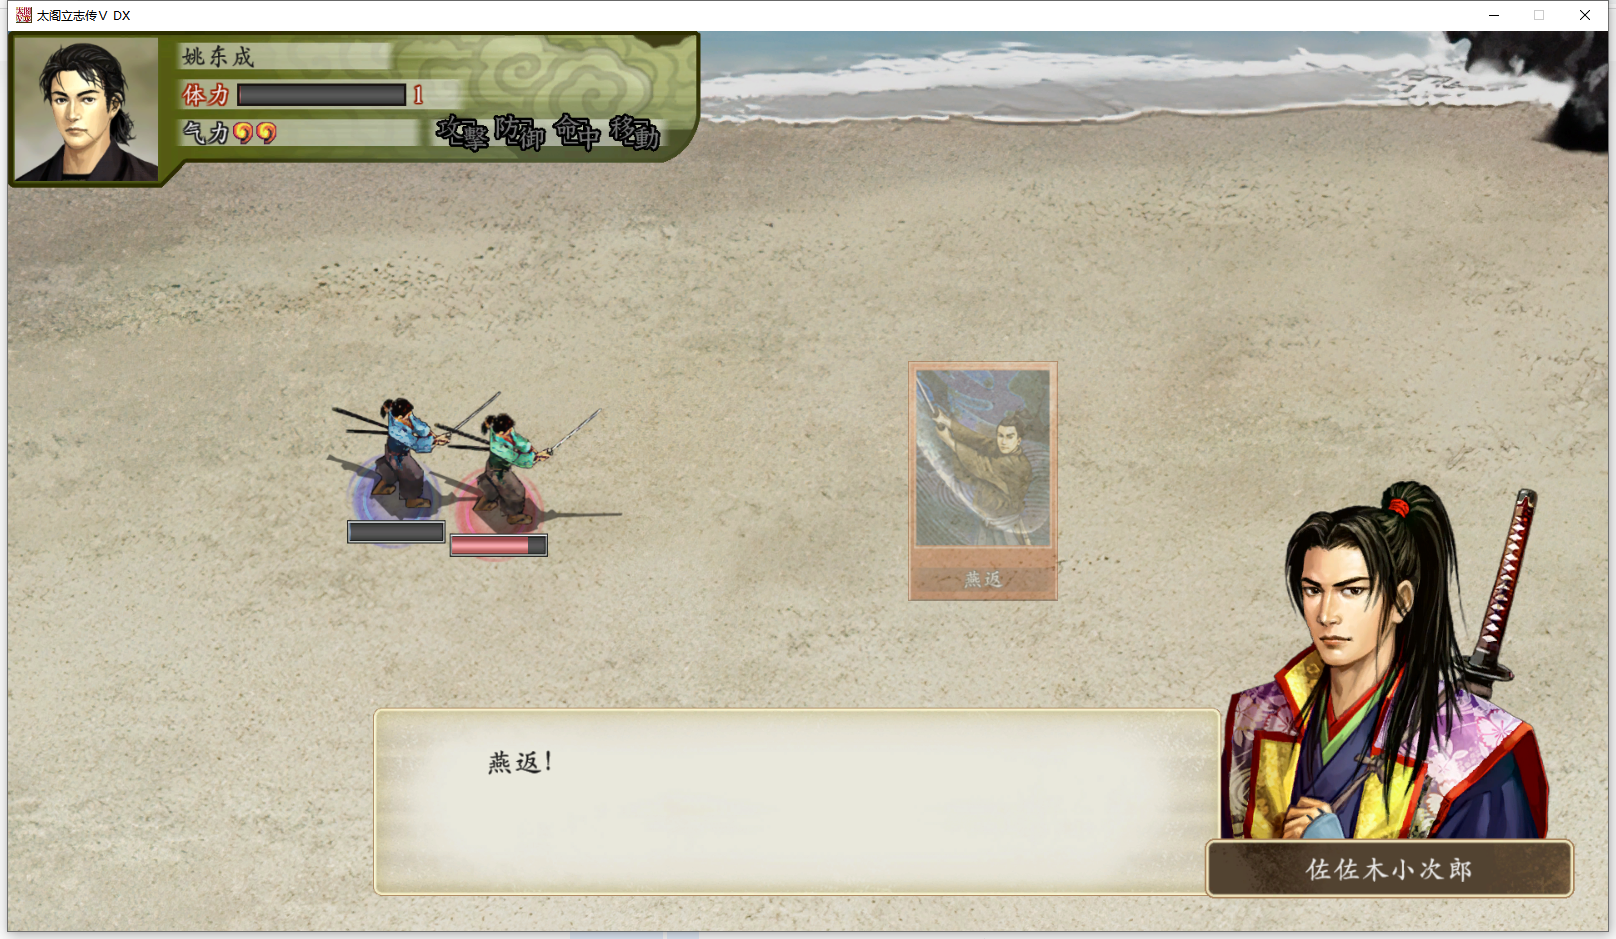 太阁立志传Ⅴ DX
姚东成
体力 1
气力
攻擊 防御 命中 移動
燕返
燕返!
佐佐木小次郎